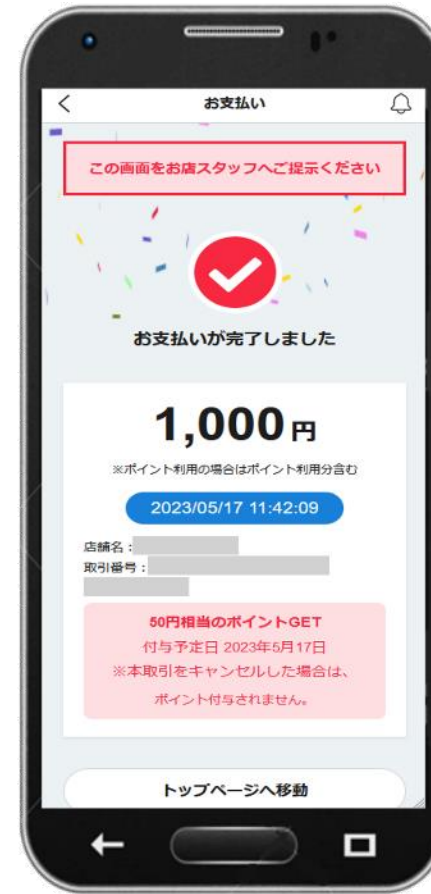 お支払い
この画面をお店スタッフへご提示ください
お支払いが完了しました
1,000円
※ポイント利用の場合はポイント利用分含む
2023/05/17 11:42:09
店舗名：
取引番号：
50円相当のポイントGET
付与予定日 2023年5月17日
※本取引をキャンセルした場合は、
ポイント付与されません。
トップページへ移動